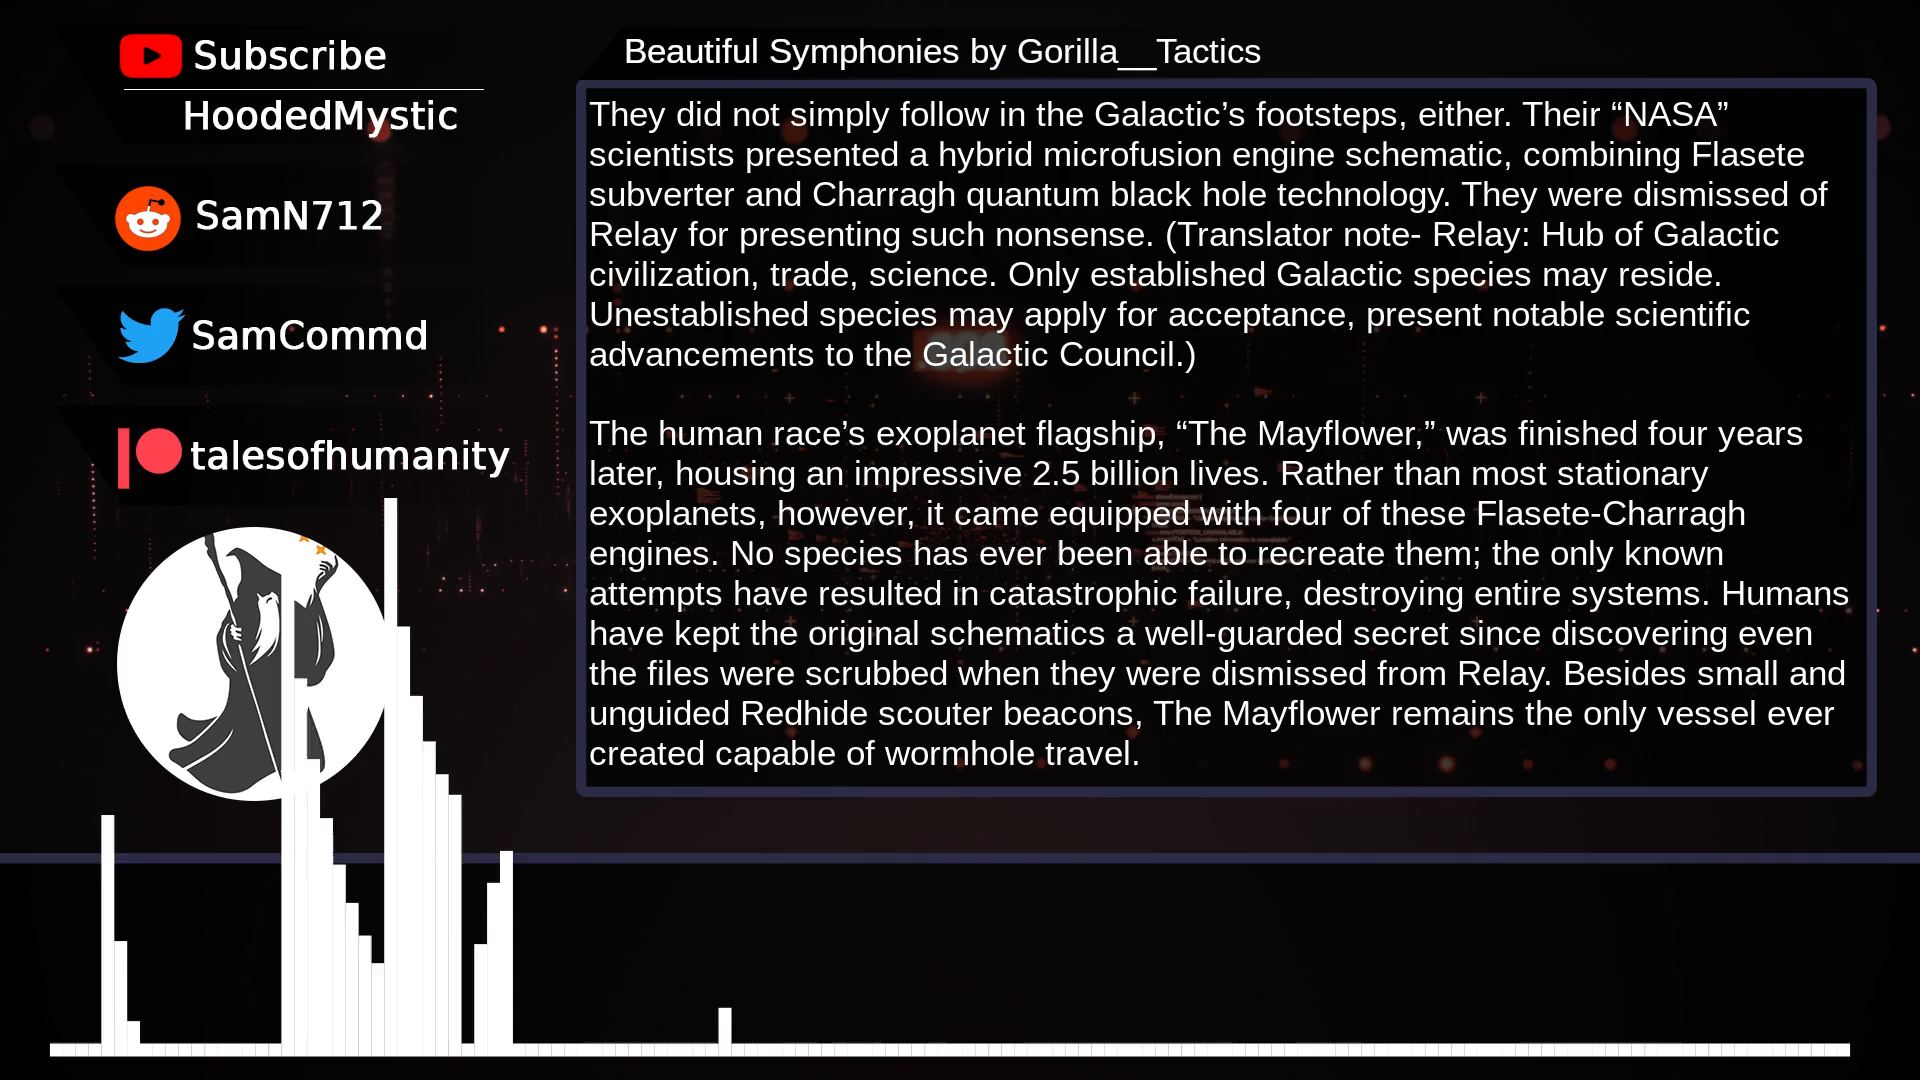 Subscribe
HoodedMystic
SamN712
SamCommd
talesofhumanity
Beautiful Symphonies by Gorilla__Tactics
They did not simply follow in the Galactic’s footsteps, either. Their “NASA”
scientists presented a hybrid microfusion engine schematic, combining Flasete
subverter and Charragh quantum black hole technology. They were dismissed of
Relay for presenting such nonsense. (Translator note- Relay: Hub of Galactic
civilization, trade, science. Only established Galactic species may reside.
Unestablished species may apply for acceptance, present notable scientific
advancements to the Galactic Council.)
The human race’s exoplanet flagship, “The Mayflower,” was finished four years
later, housing an impressive 2.5 billion lives. Rather than most stationary
exoplanets, however, it came equipped with four of these Flasete-Charragh
engines. No species has ever been able to recreate them; the only known
attempts have resulted in catastrophic failure, destroying entire systems. Humans
have kept the original schematics a well-guarded secret since discovering even
the files were scrubbed when they were dismissed from Relay. Besides small and
unguided Redhide scouter beacons, The Mayflower remains the only vessel ever
created capable of wormhole travel.